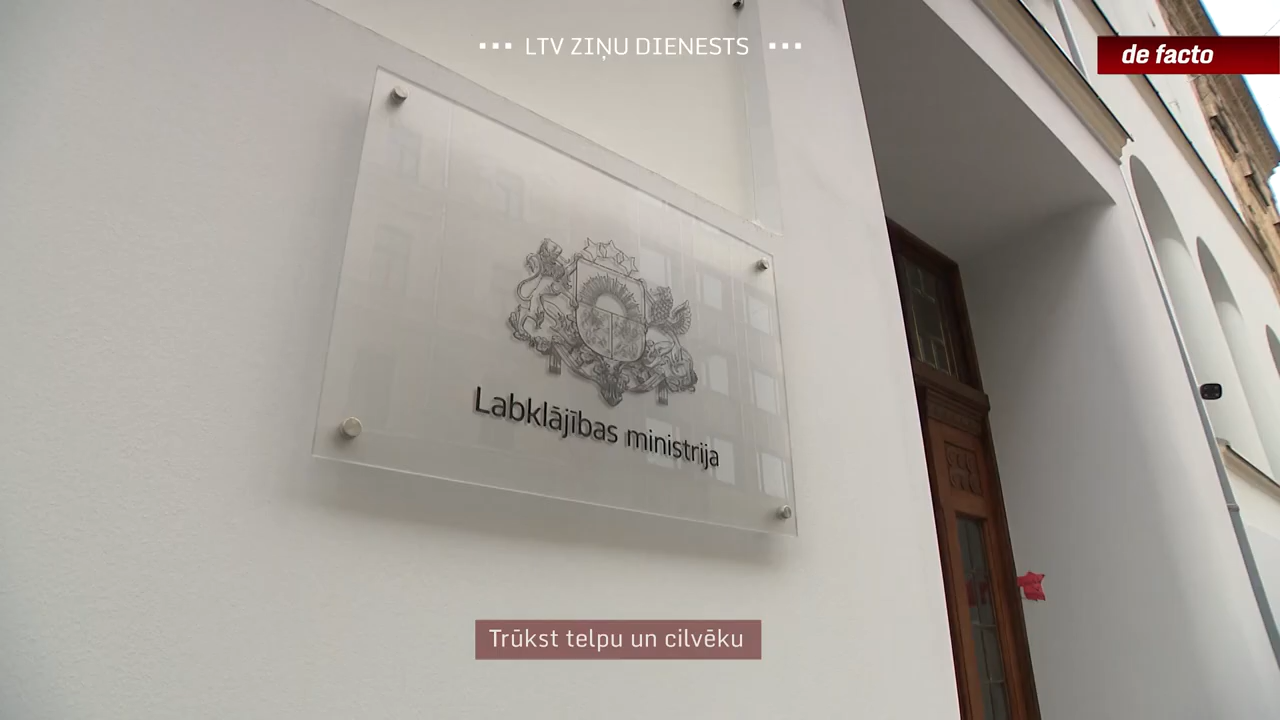 LTV ZIŅU DIENESTS
de facto
Labklājības ministrija
Trūkst telpu un cilvēku